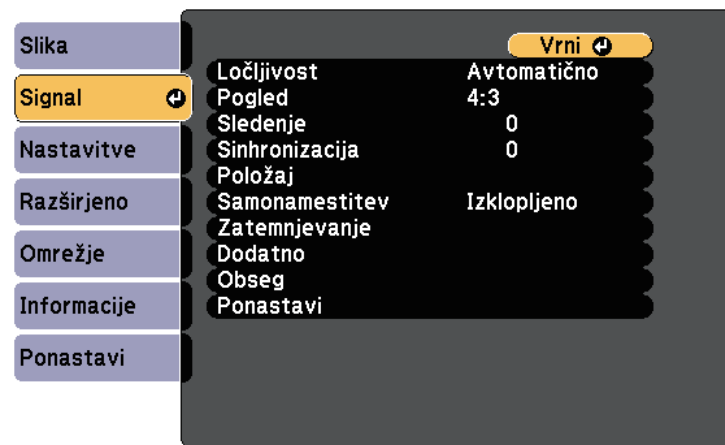 Slika
Signal
Nastavitve
Razširjeno
Omrežje
Informacije
Ponastavi
Vrni
Ločljivost Avtomatično
Pogled 4:3
Sledenje 0
Sinhronizacija 0
Položaj
Samonamestitev Izklopljeno
Zatemnjevanje
Dodatno
Obseg
Ponastavi